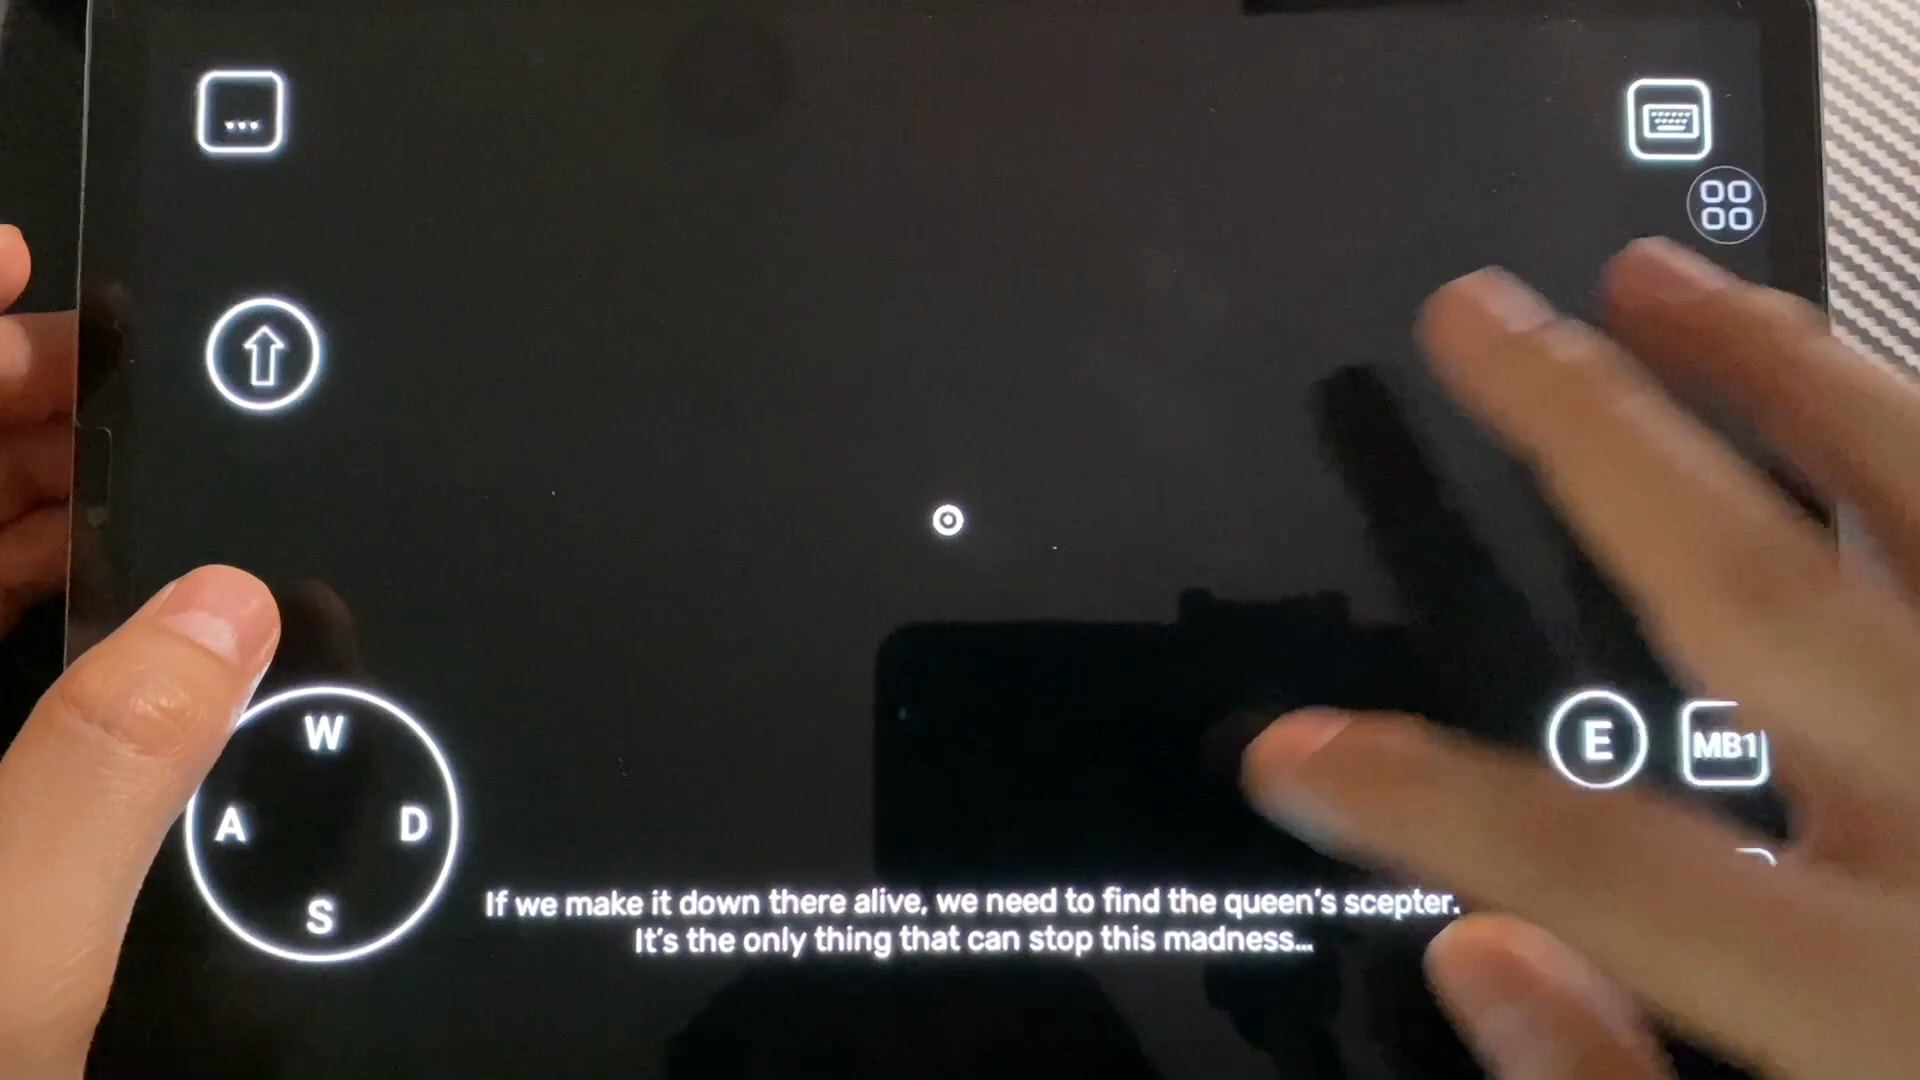 ...
W
A
D
S
E
MB1
If we make it down there alive, we need to find the queen's scepter.
It's the only thing that can stop this madness...